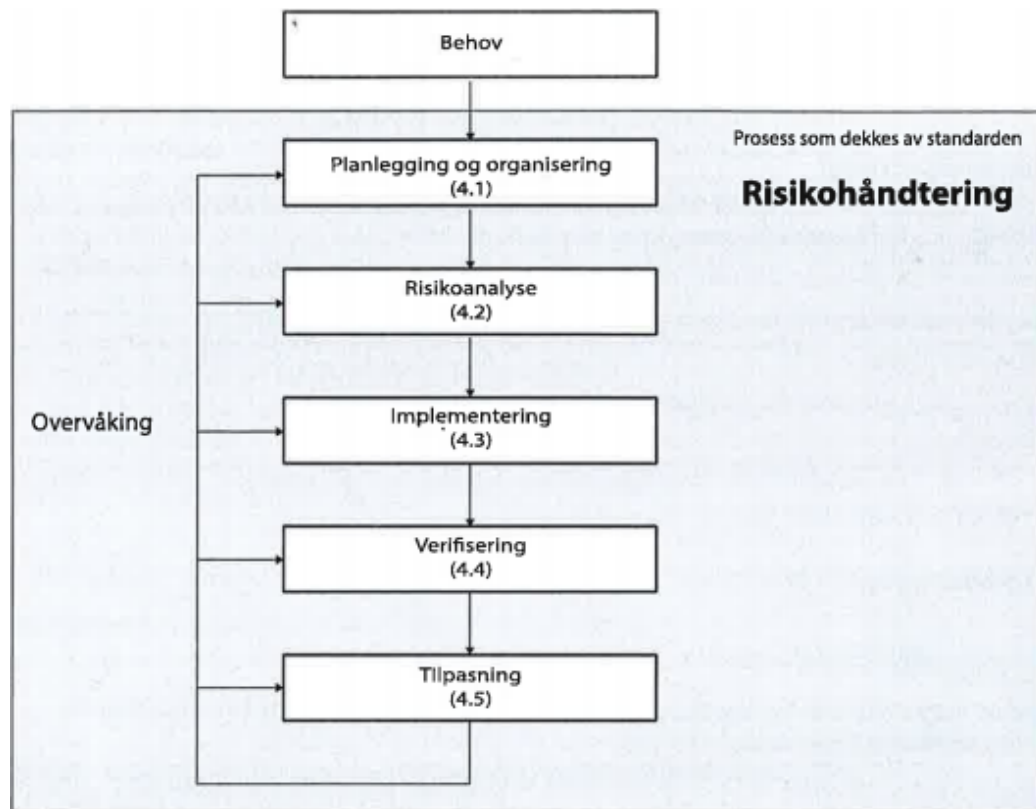 Behov
Prosess som dekkes av standarden
Risikohåndtering
Planlegging og organisering
(4.1)
Risikoanalyse
(4.2)
Implementering
(4.3)
Overvåking
Verifisering
(4.4)
Tilpasning
(4.5)